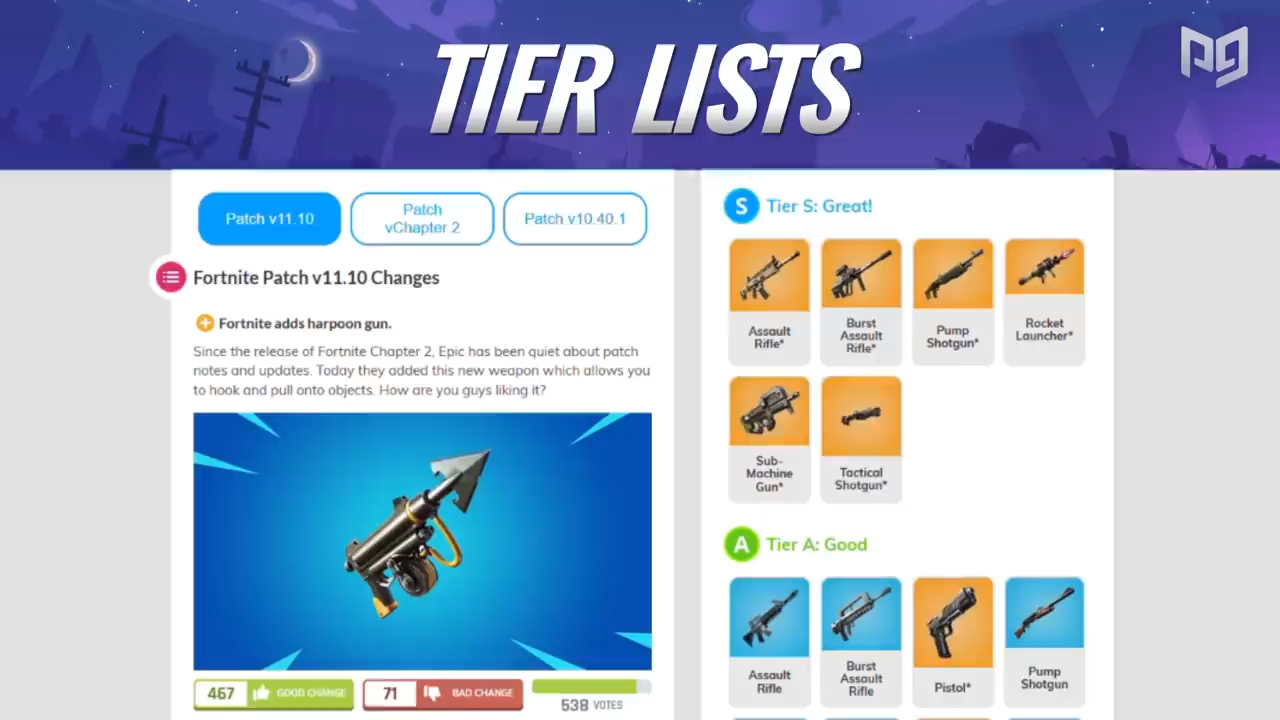 TIER LISTS
PG
Patch v11.10
Patch
vChapter 2
Patch v10.40.1
Fortnite Patch v11.10 Changes
Fortnite adds harpoon gun.
Since the release of Fortnite Chapter 2, Epic has been quiet about patch
notes and updates. Today they added this new weapon which allows you
to hook and pull onto objects. How are you guys liking it?
467 GOOD CHANGE
71 BAD CHANGE
538 VOTES
S Tier S: Great!
Assault
Rifle*
Burst
Assault
Rifle*
Pump
Shotgun*
Rocket
Launcher*
Sub-
Machine
Gun*
Tactical
Shotgun*
A Tier A: Good
Assault
Rifle
Burst
Assault
Rifle
Pistol*
Pump
Shotgun